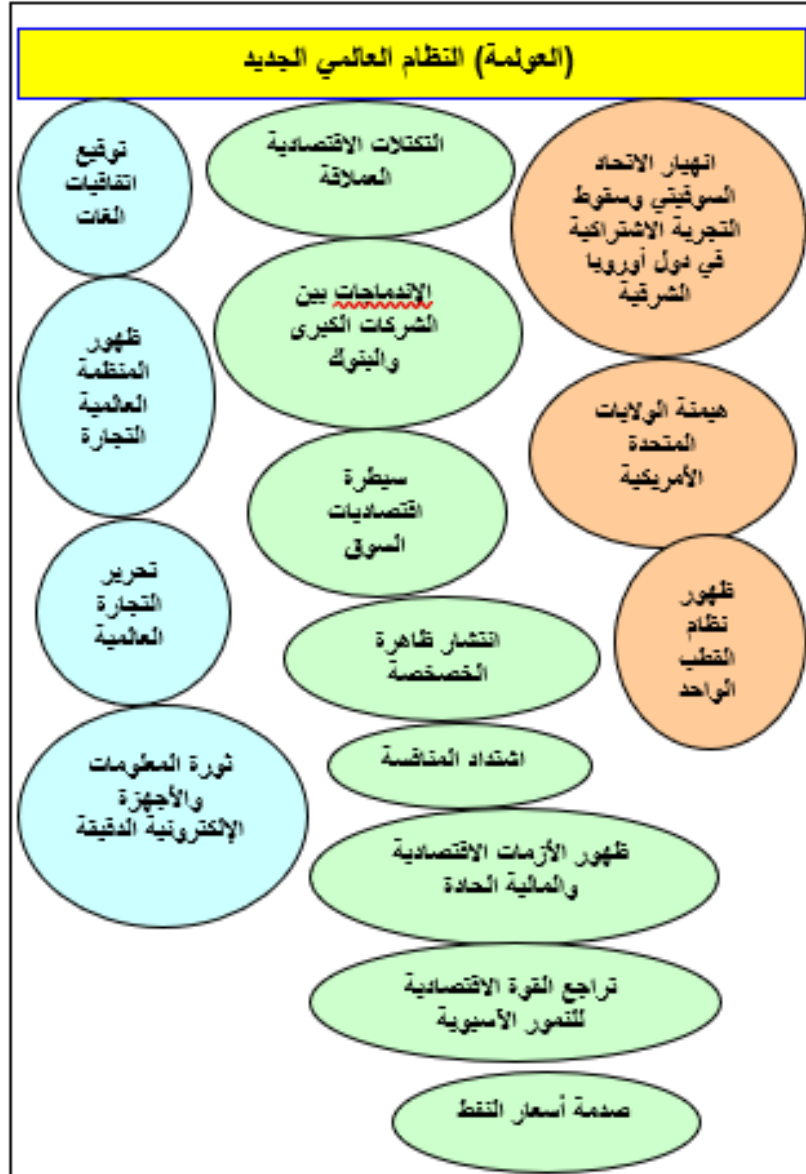 (العولمة) النظام العالمي الجديد
انهيار الاتحاد
السوفيتي وسقوط
التجربة الاشتراكية
في دول أوروبا
الشرقية
هيمنة الولايات
المتحدة
الأمريكية
ظهور
نظام
القطب
الواحد
التكتلات الاقتصادية
العملاقة
الإندماجات بين
الشركات الكبرى
والبنوك
سيطرة
اقتصاديات
السوق
انتشار ظاهرة
الخصخصة
اشتداد المنافسة
ظهور الأزمات الاقتصادية
والمالية الحادة
تراجع القوة الاقتصادية
للنمور الأسيوية
صدمة أسعار النفط
توقيع
اتفاقيات
الغات
ظهور
المنظمة
العالمية
التجارة
تحرير
التجارة
العالمية
ثورة المعلومات
والأجهزة
الإلكترونية الدقيقة